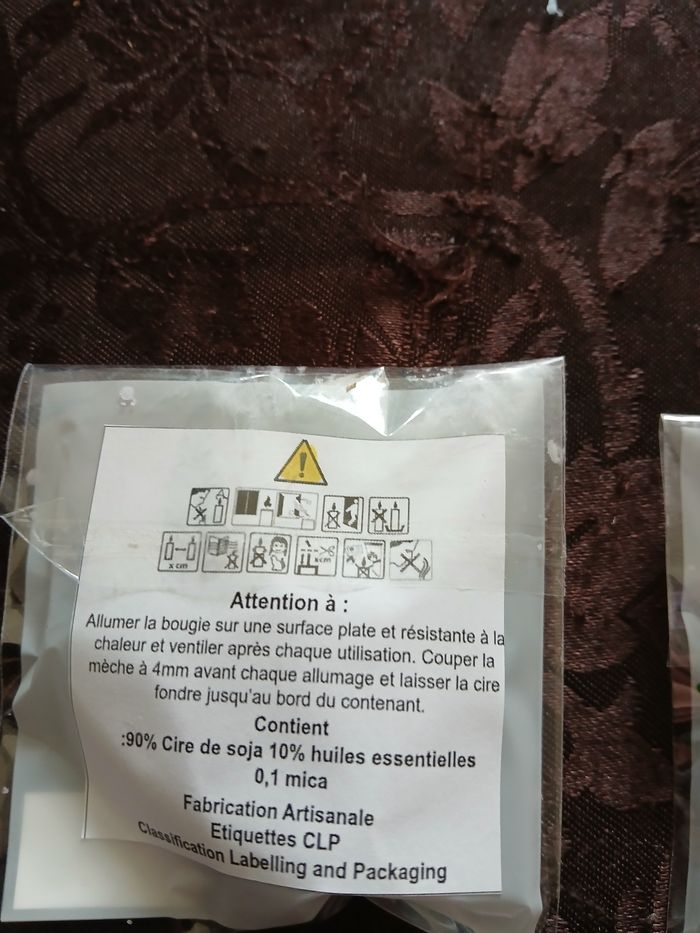 x cm
x cm
Attention à :
Allumer la bougie sur une surface plate et résistante à la
chaleur et ventiler après chaque utilisation. Couper la
mèche à 4mm avant chaque allumage et laisser la cire
fondre jusqu'au bord du contenant.
Contient
:90% Cire de soja 10% huiles essentielles
0,1 mica
Fabrication Artisanale
Etiquettes CLP
Classification Labelling and Packaging